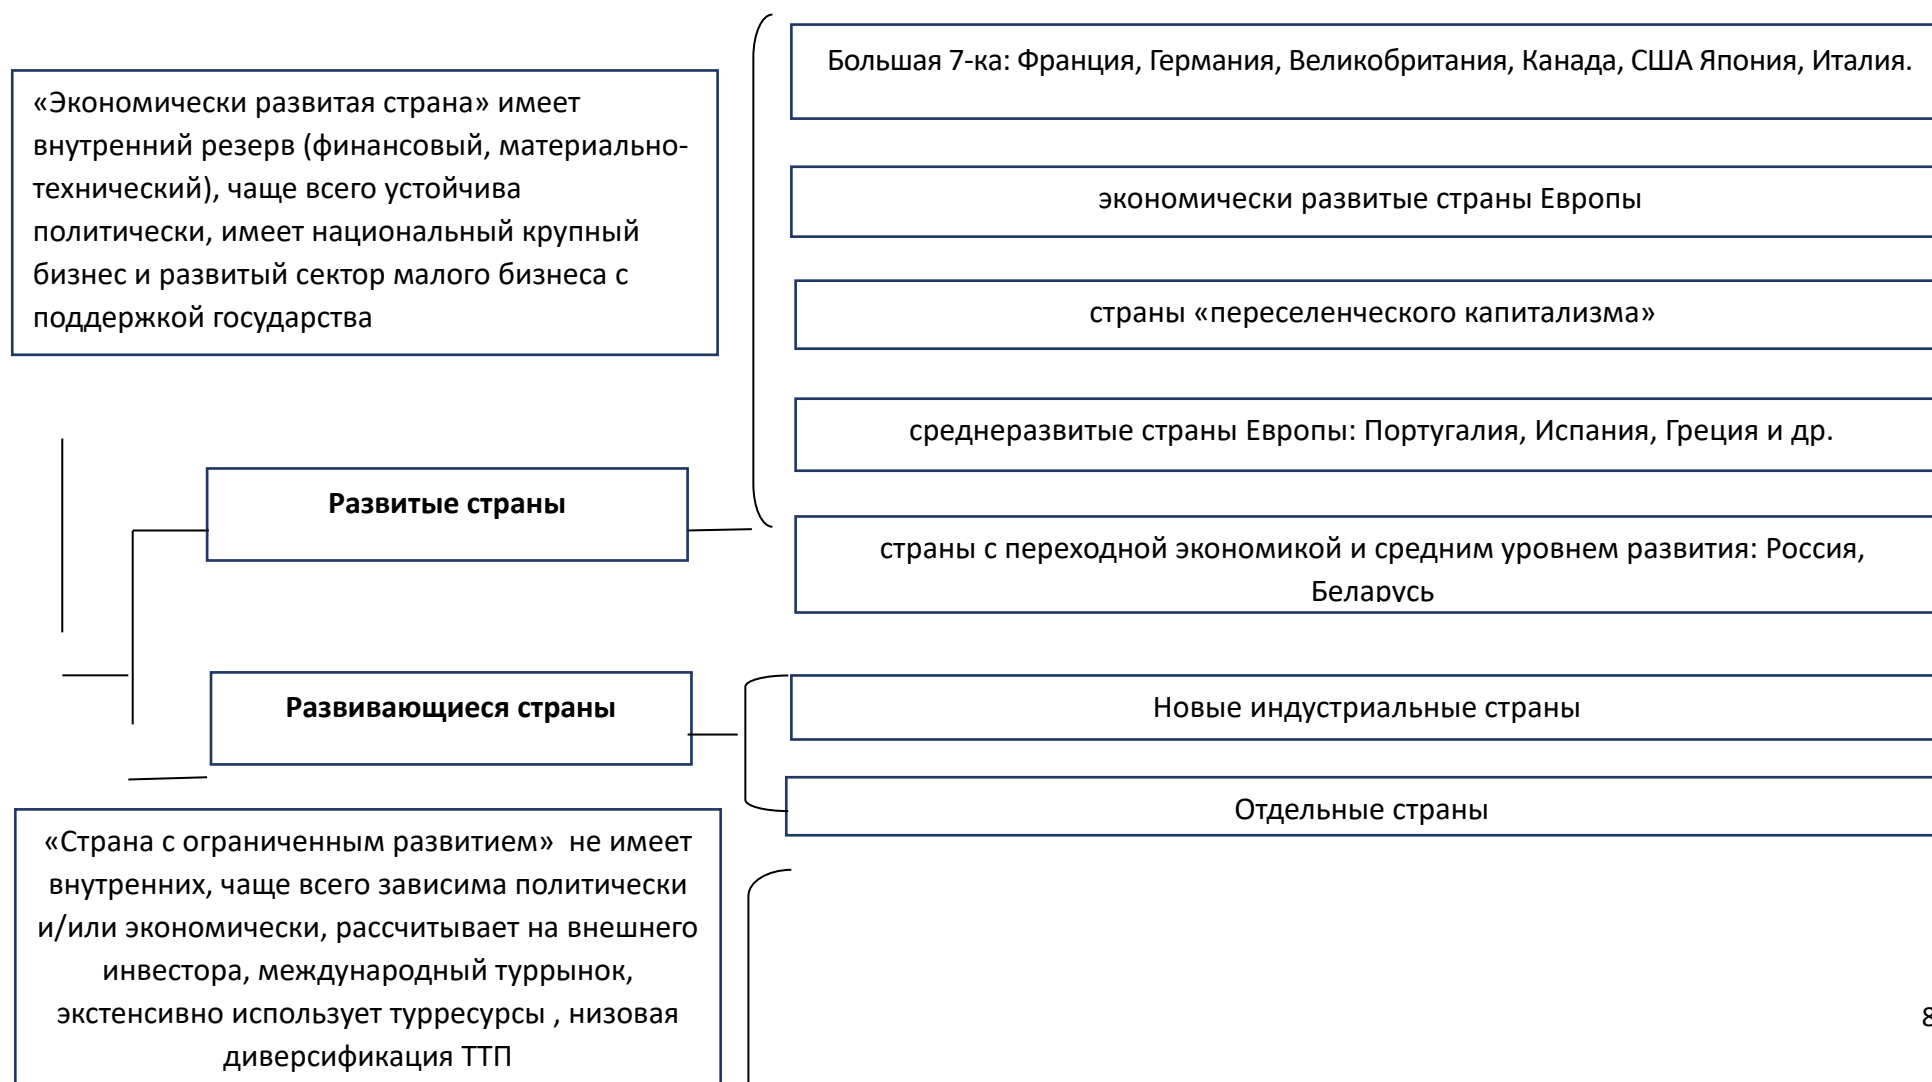 «Экономически развитая страна» имеет
внутренний резерв (финансовый, материально-
технический), чаще всего устойчива
политически, имеет национальный крупный
бизнес и развитый сектор малого бизнеса с
поддержкой государства
Большая 7-ка: Франция, Германия, Великобритания, Канада, США Япония, Италия.
экономически развитые страны Европы
страны «переселенческого капитализма»
среднеразвитые страны Европы: Португалия, Испания, Греция и др.
Развитые страны
страны с переходной экономикой и средним уровнем развития: Россия,
Беларусь
Развивающиеся страны
Новые индустриальные страны
Отдельные страны
«Страна с ограниченным развитием»  не имеет
внутренних, чаще всего зависима политически
и/или экономически, рассчитывает на внешнего
инвестора, международный туррынок,
экстенсивно использует турресурсы , низовая
диверсификация ТТП
8